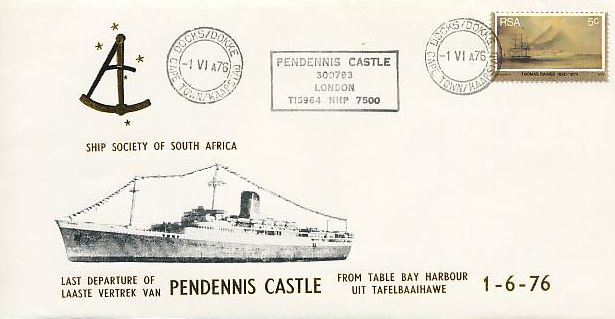 DOCKS/DOKKE
-1 VI A76
CAPE TOWN/KAAPSTAD
PENDENNIS CASTLE
300793
LONDON
T15964 NHP 7500
DOCKS/DOKKE
-1 VI A76
CAPE TOWN/KAAPSTAD
RSA 5c
THOMAS BAINES 1820-1875
SHIP SOCIETY OF SOUTH AFRICA
LAST DEPARTURE OF
LAASTE VERTREK VAN
PENDENNIS CASTLE
FROM TABLE BAY HARBOUR
UIT TAFELBAAIHAWE
1-6-76